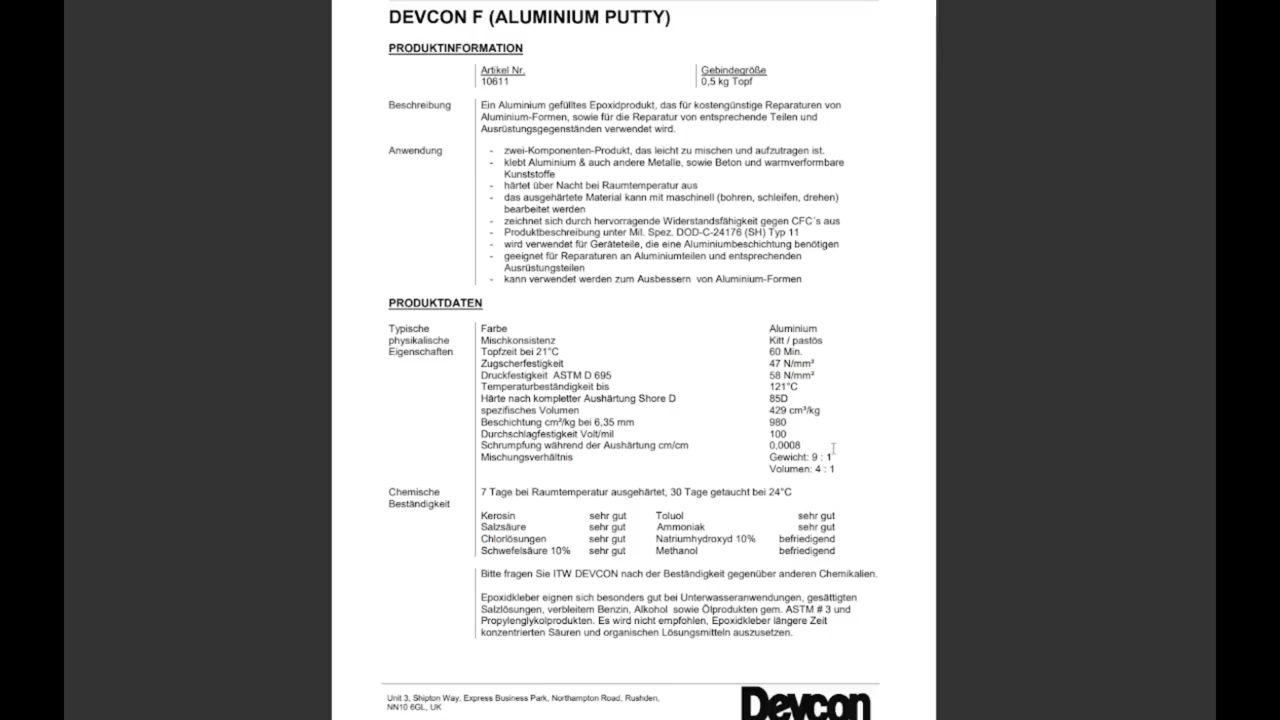 DEVCON F (ALUMINIUM PUTTY)
PRODUKTINFORMATION
Artikel Nr. Gebindegröße
10611 0,5 kg Topf
Beschreibung Ein Aluminium gefülltes Epoxidprodukt, das für kostengünstige Reparaturen von
Aluminium-Formen, sowie für die Reparatur von entsprechende Teilen und
Ausrüstungsgegenständen verwendet wird.
Anwendung - zwei-Komponenten-Produkt, das leicht zu mischen und aufzutragen ist.
- klebt Aluminium & auch andere Metalle, sowie Beton und warmverformbare
Kunststoffe
- härtet über Nacht bei Raumtemperatur aus
- das ausgehärtete Material kann mit maschinell (bohren, schleifen, drehen)
bearbeitet werden
- zeichnet sich durch hervorragende Widerstandsfähigkeit gegen CFC´s aus
- Produktbeschreibung unter Mil. Spez. DOD-C-24176 (SH) Typ 11
- wird verwendet für Geräteteile, die eine Aluminiumbeschichtung benötigen
- geeignet für Reparaturen an Aluminiumteilen und entsprechenden
Ausrüstungsteilen
- kann verwendet werden zum Ausbessern von Aluminium-Formen
PRODUKTDATEN
Typische Farbe Aluminium
physikalische Mischkonsistenz Kitt / pastös
Eigenschaften Topfzeit bei 21°C 60 Min.
Zugscherfestigkeit 47 N/mm²
Druckfestigkeit ASTM D 695 58 N/mm²
Temperaturbeständigkeit bis 121°C
Härte nach kompletter Aushärtung Shore D 85D
spezifisches Volumen 429 cm³/kg
Beschichtung cm²/kg bei 6,35 mm 980
Durchschlagfestigkeit Volt/mil 100
Schrumpfung während der Aushärtung cm/cm 0,0008
Mischungsverhältnis Gewicht: 9 : 1
Volumen: 4 : 1
Chemische 7 Tage bei Raumtemperatur ausgehärtet, 30 Tage getaucht bei 24°C
Beständigkeit
Kerosin sehr gut Toluol sehr gut
Salzsäure sehr gut Ammoniak sehr gut
Chlorlösungen sehr gut Natriumhydroxyd 10% befriedigend
Schwefelsäure 10% sehr gut Methanol befriedigend
Bitte fragen Sie ITW DEVCON nach der Beständigkeit gegenüber anderen Chemikalien.
Epoxidkleber eignen sich besonders gut bei Unterwasseranwendungen, gesättigten
Salzlösungen, verbleitem Benzin, Alkohol sowie Ölprodukten gem. ASTM # 3 und
Propylenglykolprodukten. Es wird nicht empfohlen, Epoxidkleber längere Zeit
konzentrierten Säuren und organischen Lösungsmitteln auszusetzen.
Unit 3, Shipton Way, Express Business Park, Northampton Road, Rushden,
NN10 6GL, UK
Devcon